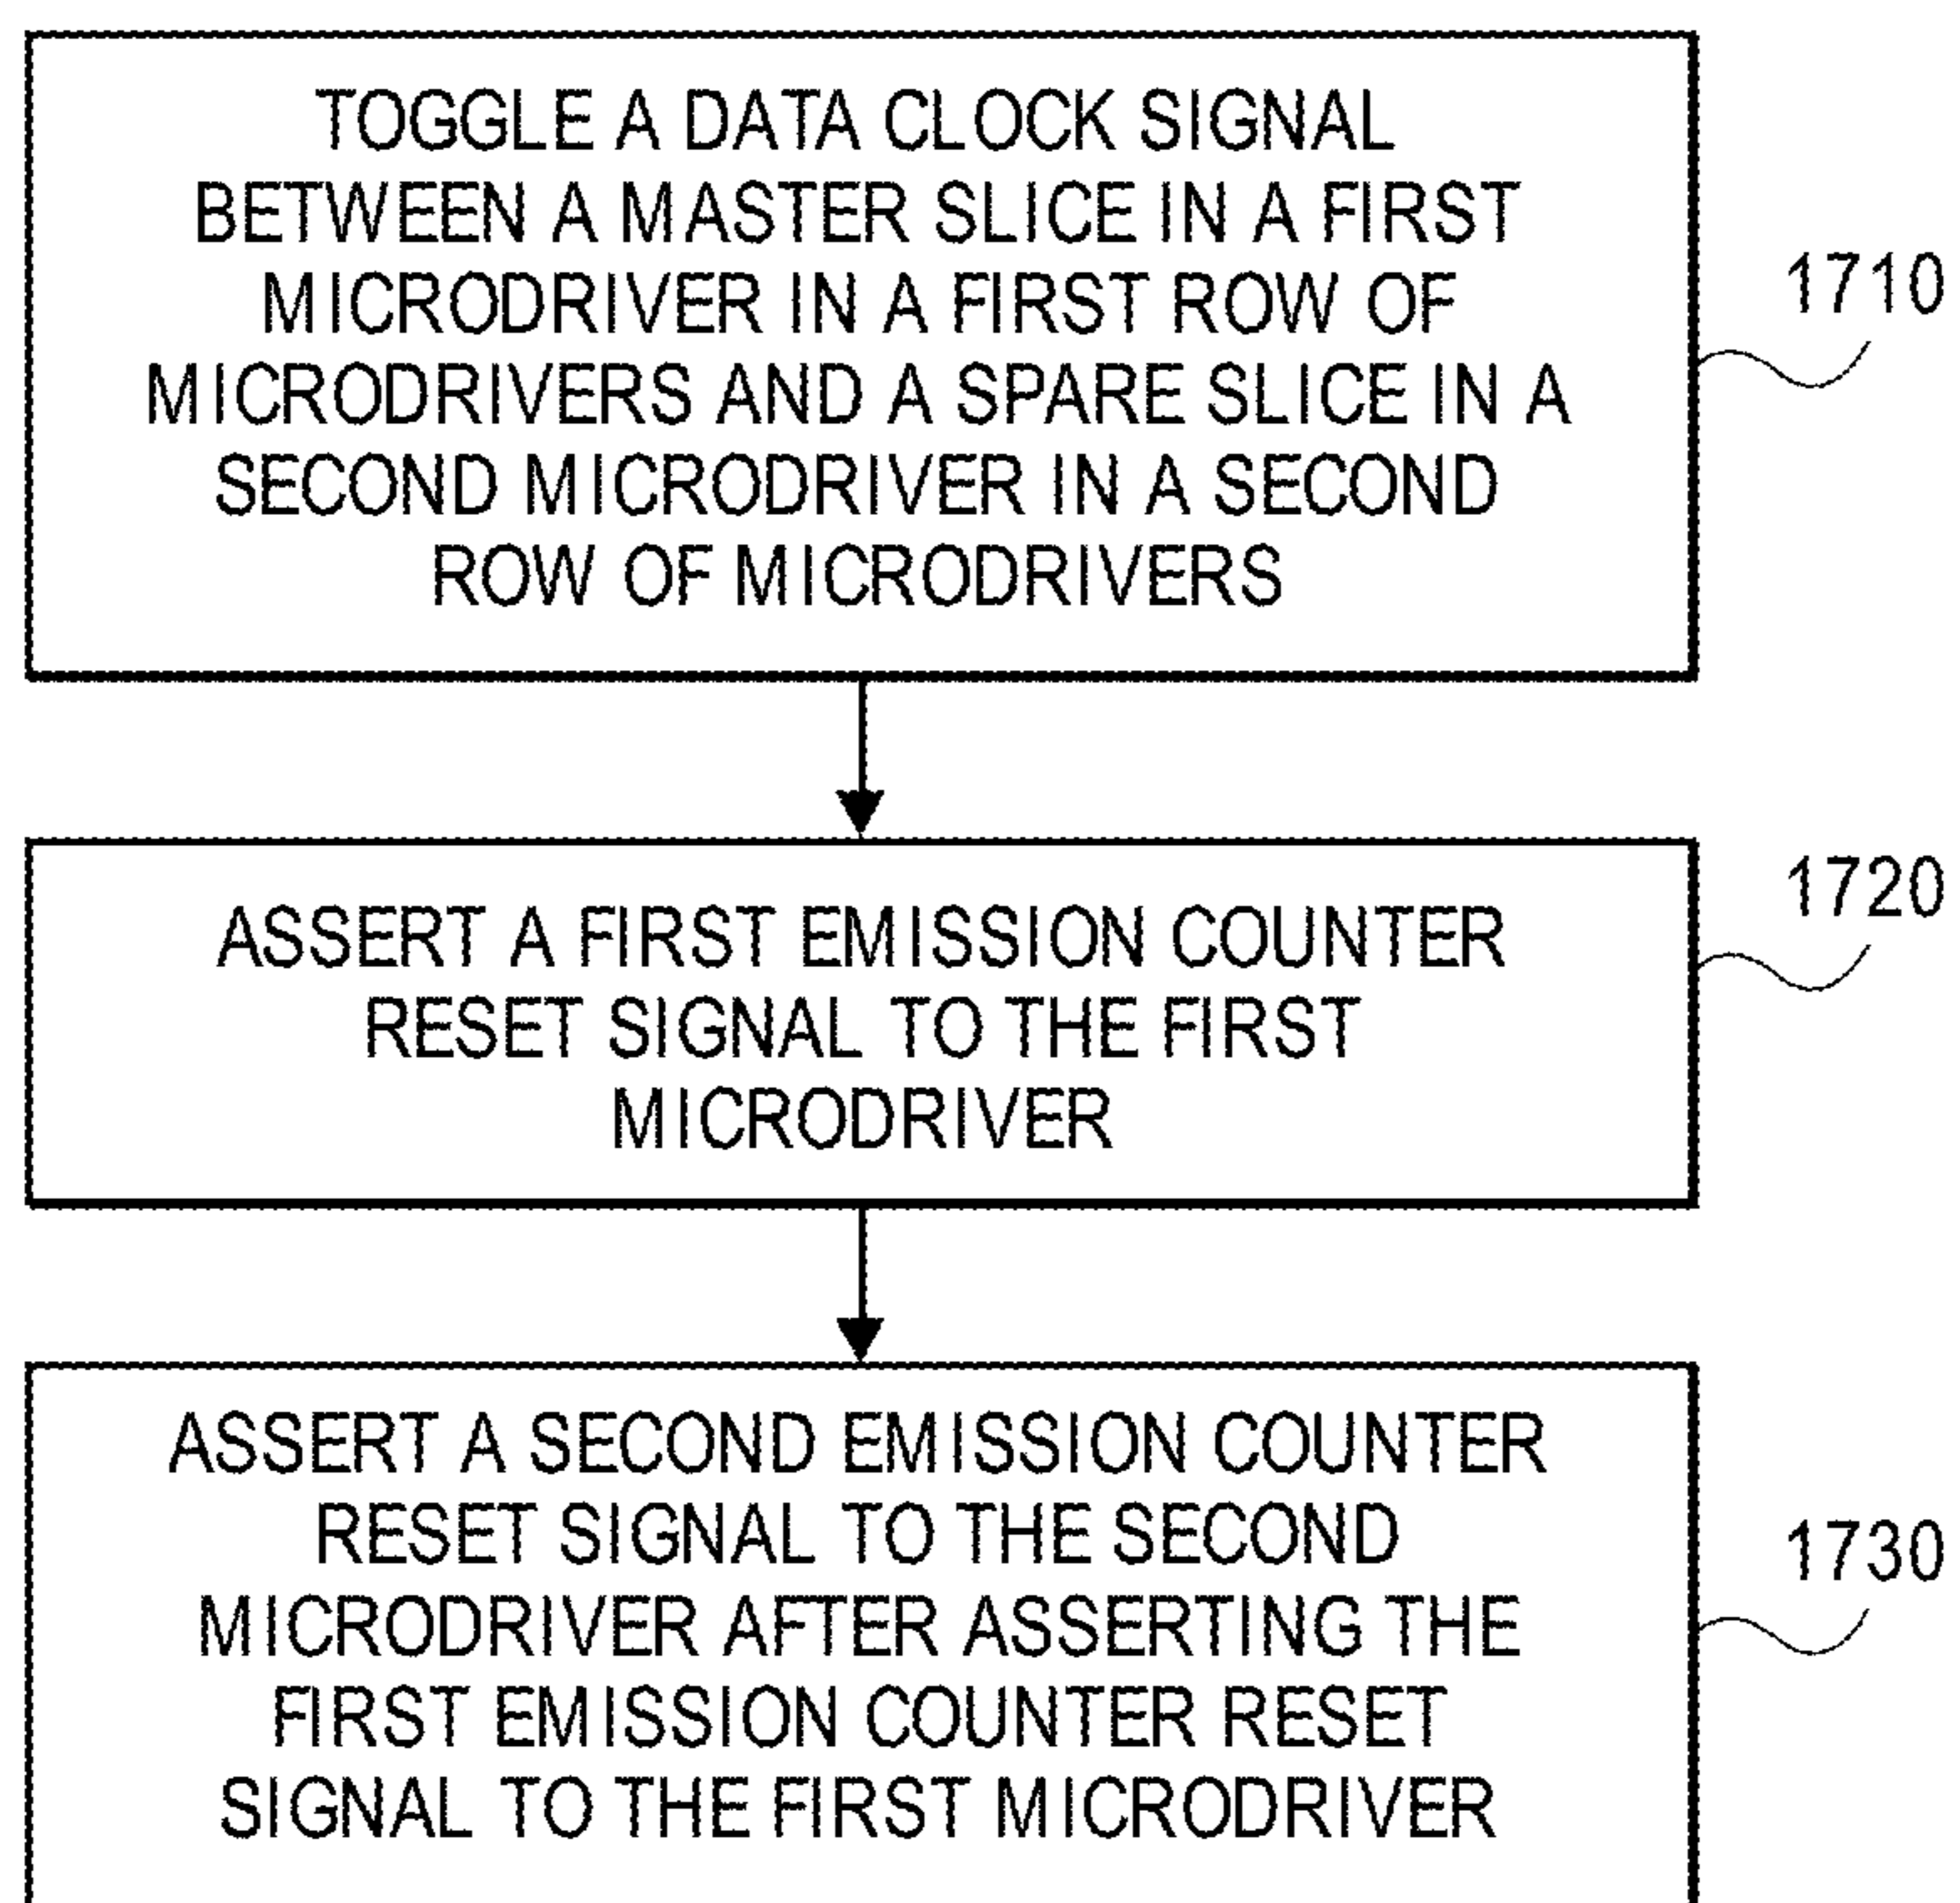 TOGGLE A DATA CLOCK SIGNAL
BETWEEN A MASTER SLICE IN A FIRST
MICRODRIVER IN A FIRST ROW OF
MICRODRIVERS AND A SPARE SLICE IN A
SECOND MICRODRIVER IN A SECOND
ROW OF MICRODRIVERS
1710
ASSERT A FIRST EMISSION COUNTER
RESET SIGNAL TO THE FIRST
MICRODRIVER
1720
ASSERT A SECOND EMISSION COUNTER
RESET SIGNAL TO THE SECOND
MICRODRIVER AFTER ASSERTING THE
FIRST EMISSION COUNTER RESET
SIGNAL TO THE FIRST MICRODRIVER
1730